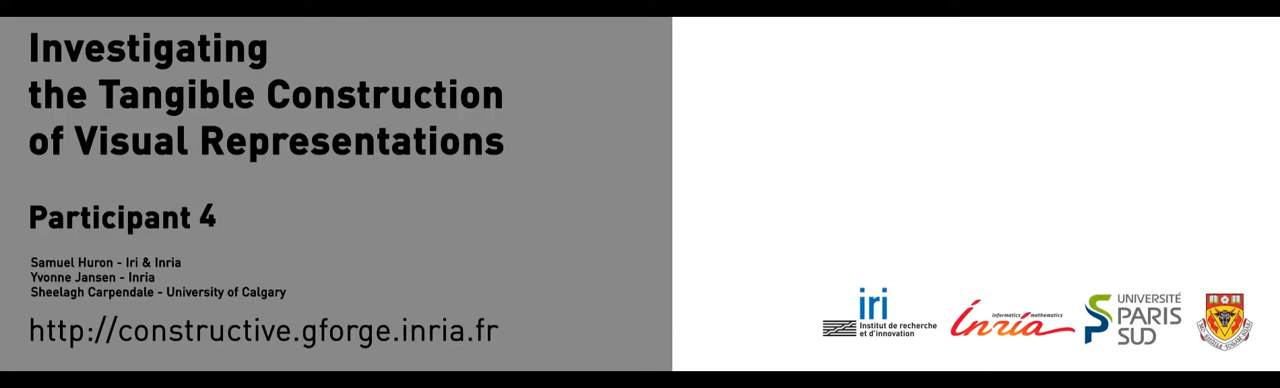 Investigating
the Tangible Construction
of Visual Representations
Participant 4
Samuel Huron - Iri & Inria
Yvonne Jansen - Inria
Sheelagh Carpendale - University of Calgary
http://constructive.gforge.inria.fr
iri
Institut de recherche
et d'innovation
informatics mathematics
inria
UNIVERSITÉ
PARIS
SUD